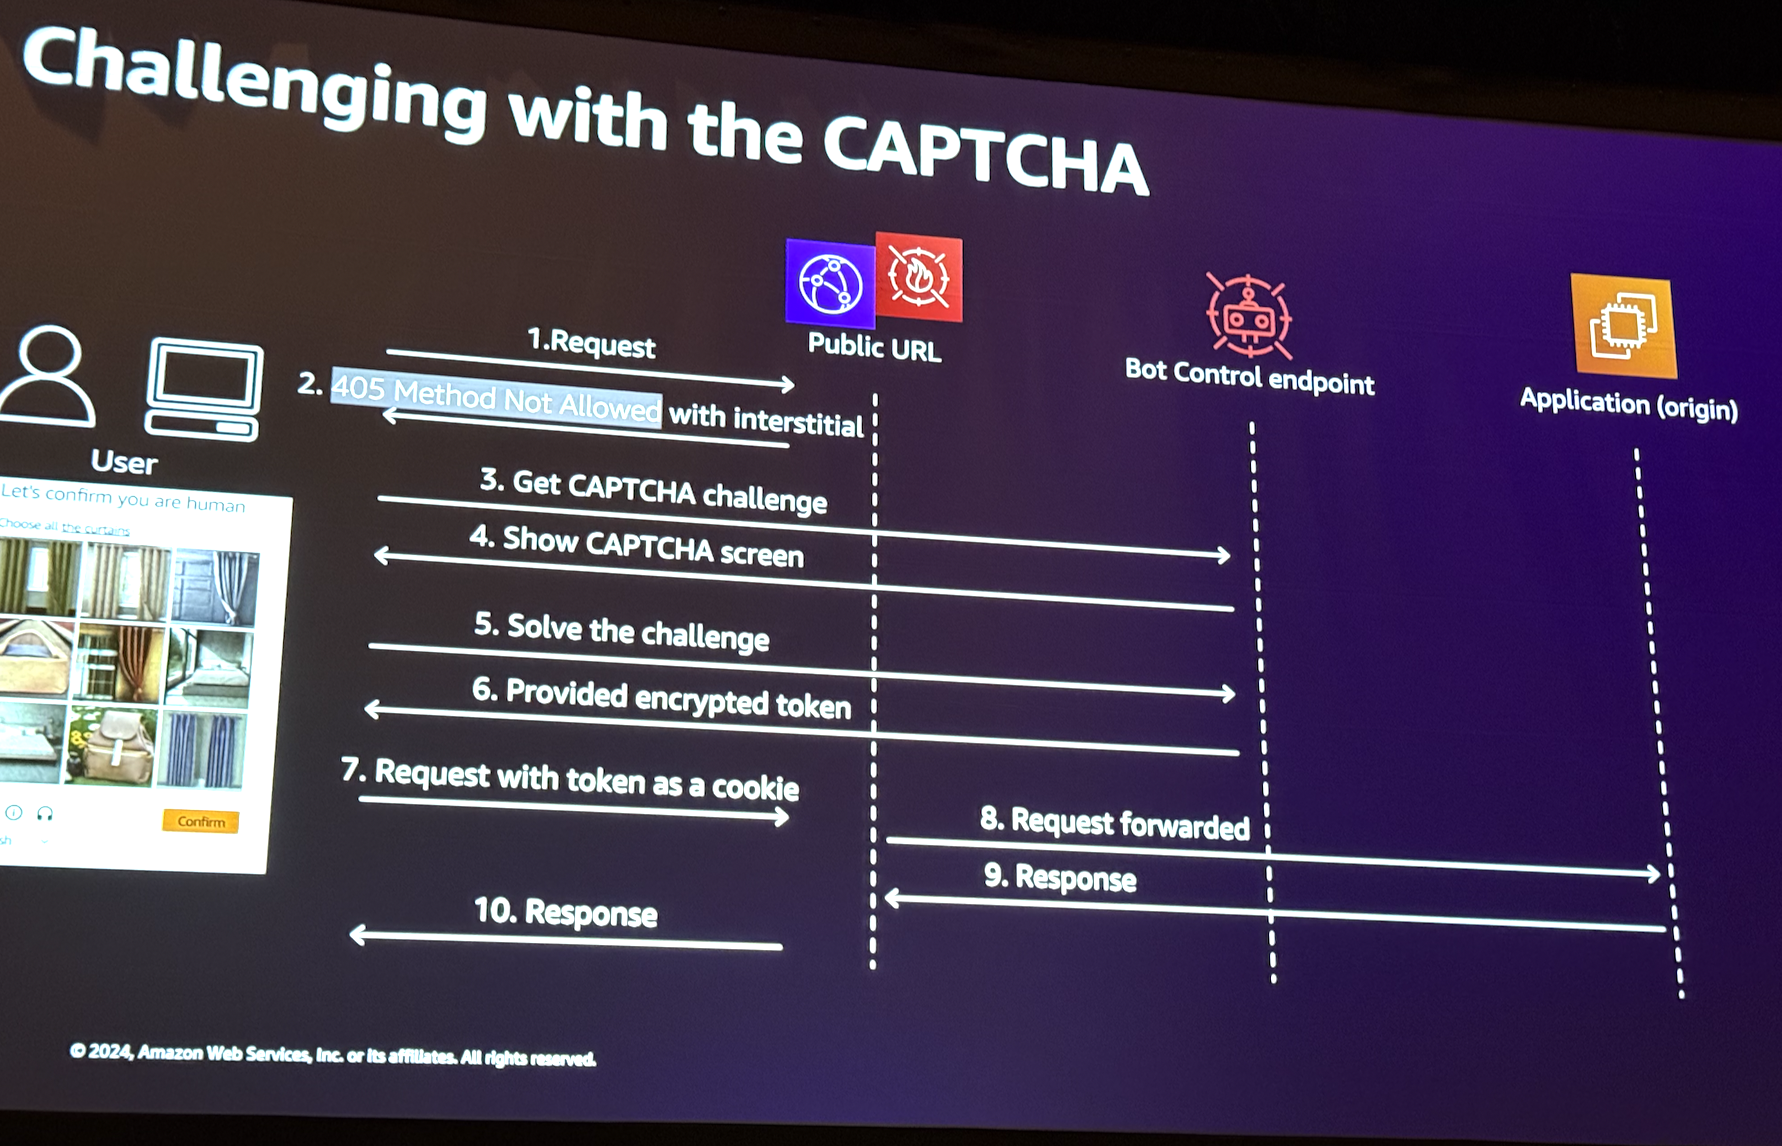 Challenging with the CAPTCHA
1.Request
Public URL
Bot Control endpoint
Application (origin)
2. 405 Method Not Allowed with interstitial
User
3. Get CAPTCHA challenge
4. Show CAPTCHA screen
5. Solve the challenge
6. Provided encrypted token
7. Request with token as a cookie
8. Request forwarded
9. Response
10. Response
Let's confirm you are human
Choose all the curtains
Confirm
© 2024, Amazon Web Services, Inc. or its affiliates. All rights reserved.